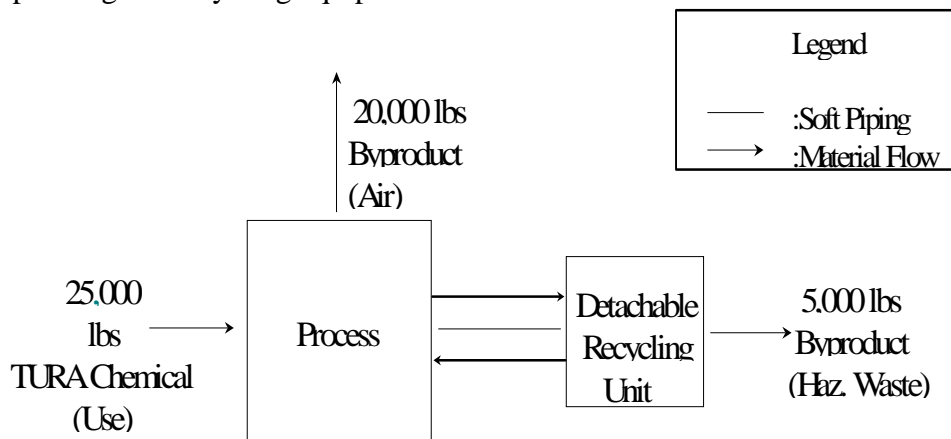 Legend
:Soft Piping
:Material Flow
20,000 lbs
Byproduct
(Air)
25,000
lbs
TURA Chemical
(Use)
Process
Detachable
Recycling
Unit
5,000 lbs
Byproduct
(Haz. Waste)